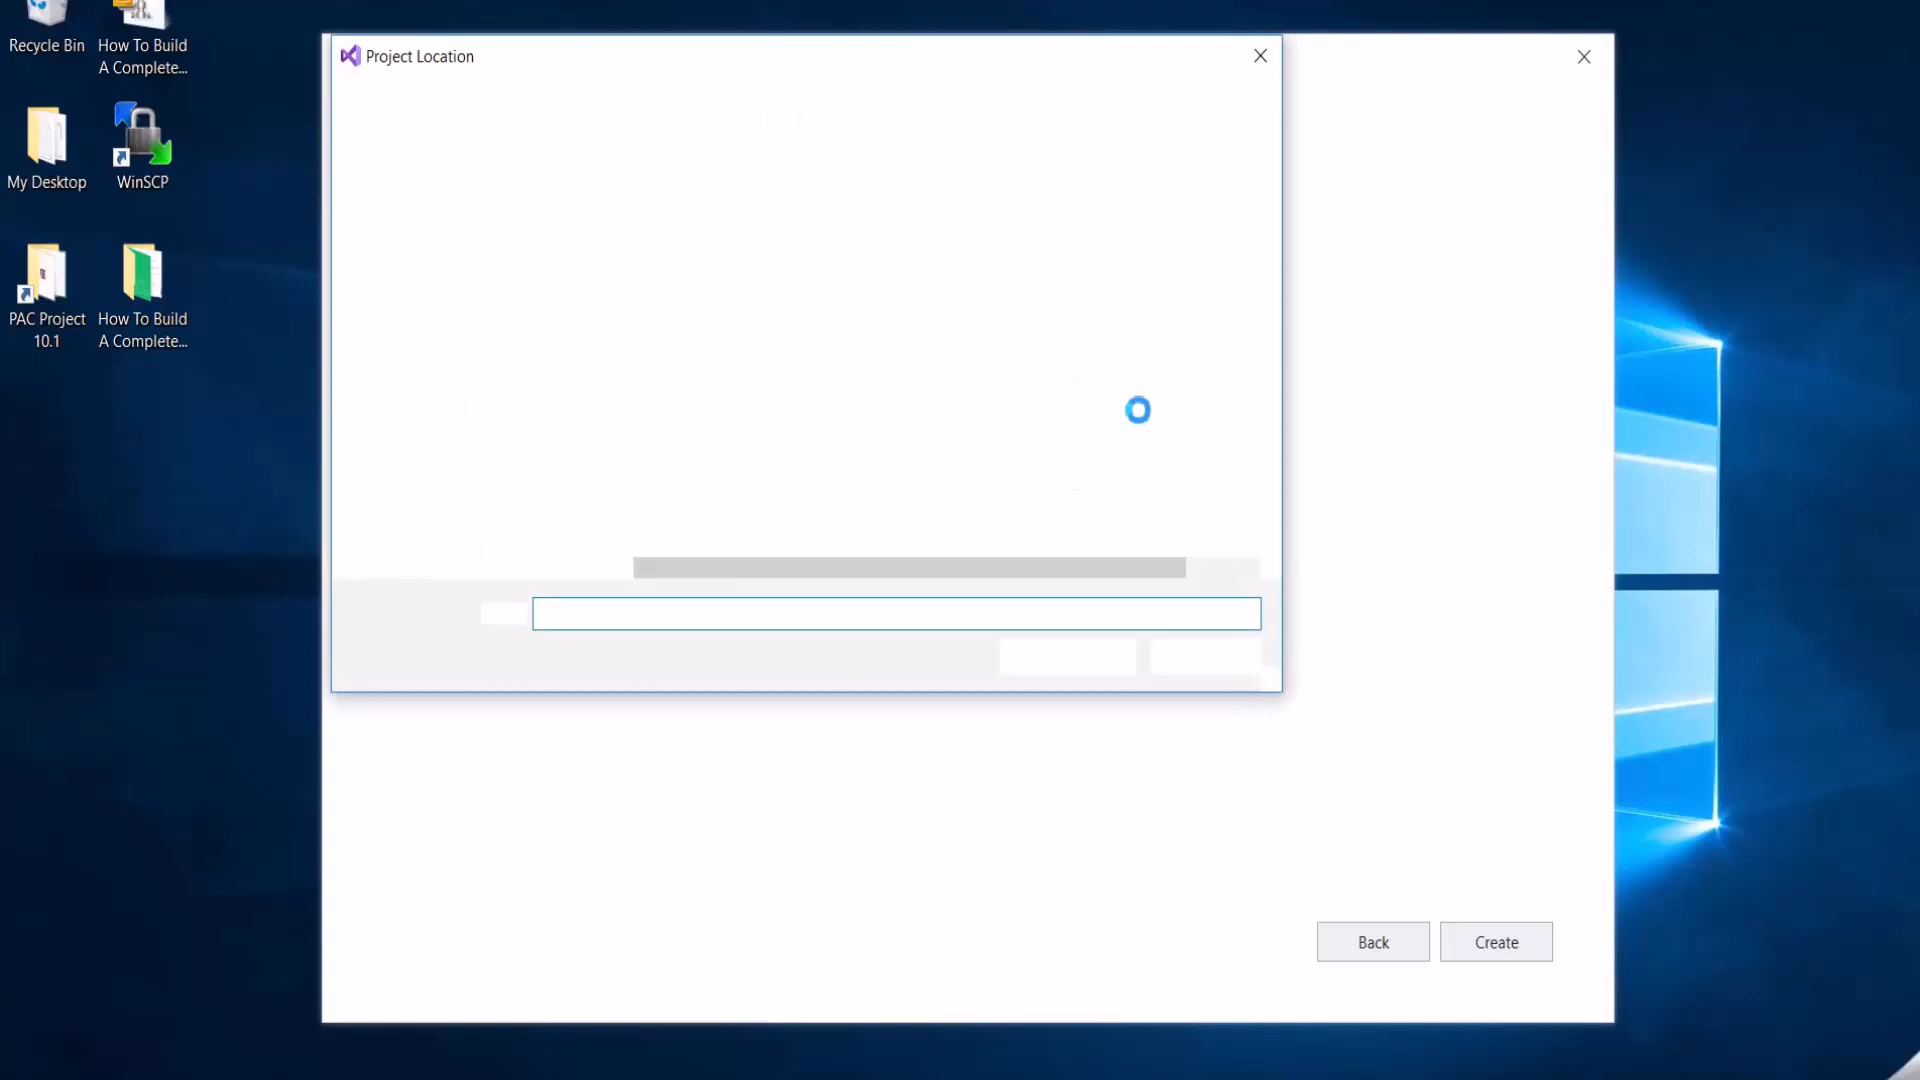 Recycle Bin
How To Build
A Complete...
My Desktop
WinSCP
PAC Project
10.1
How To Build
A Complete...
Project Location
Back
Create